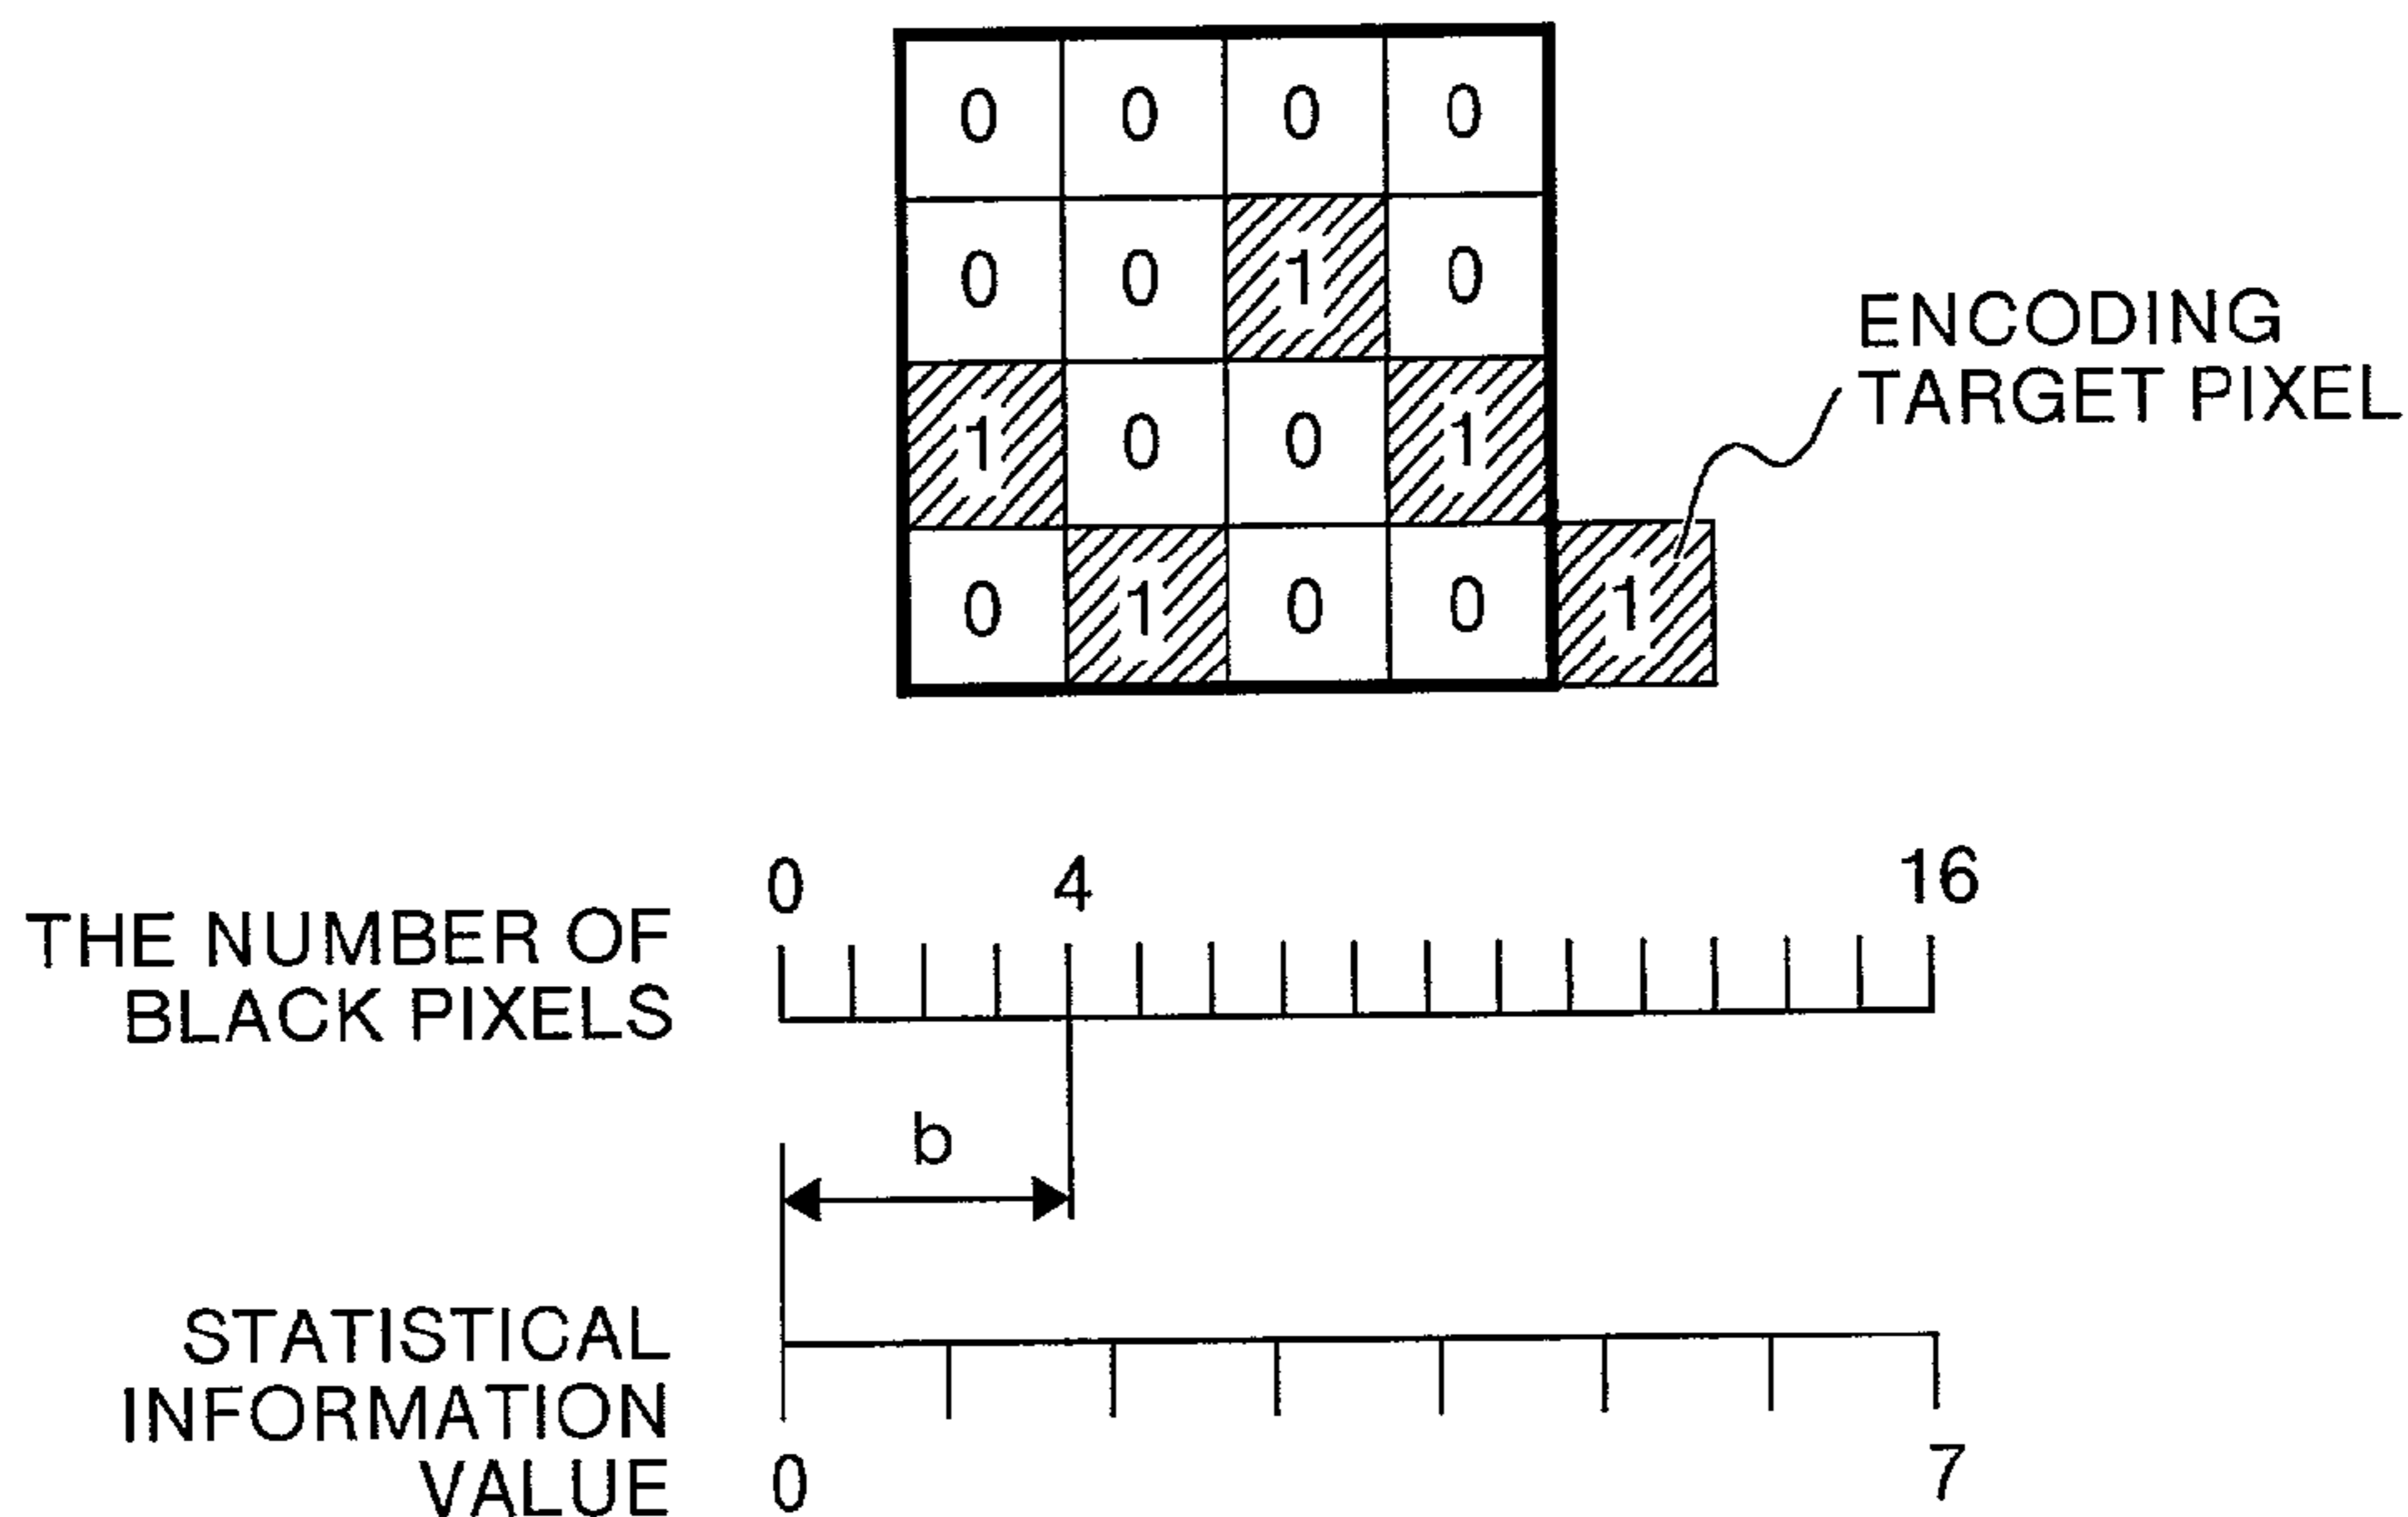 0 0 0 0
0 0 1 0
1 0 0 1
0 1 0 0 1
ENCODING
TARGET PIXEL
0 4 16
THE NUMBER OF
BLACK PIXELS
b
STATISTICAL
INFORMATION
VALUE
0 7